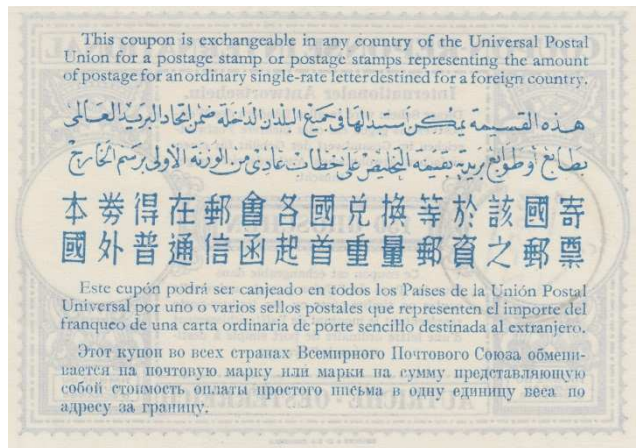 This coupon is exchangeable in any country of the Universal Postal
Union for a postage stamp or postage stamps representing the amount
of postage for an ordinary single-rate letter destined for a foreign country.
هذه القسيمة يمكن استبدالها في جميع البلدان الداخلة ضمن اتحاد البريد العالمى
بطابع أو طوابع بريدية بقيمة التخليص على خطاب عادى من الوزنة الأولى برسم الخارج
本券得在郵會各國兌換等於該國寄
國外普通信函起首重量郵資之郵票
Este cupón podrá ser canjeado en todos los Países de la Unión Postal
Universal por uno o varios sellos postales que representen el importe del
franqueo de una carta ordinaria de porte sencillo destinada al extranjero.
Этот купон во всех странах Всемирного Почтового Союза обмени-
вается на почтовую марку или марки на сумму представляющую
собой стоимость оплаты простого письма в одну единицу веса по
адресу за границу.